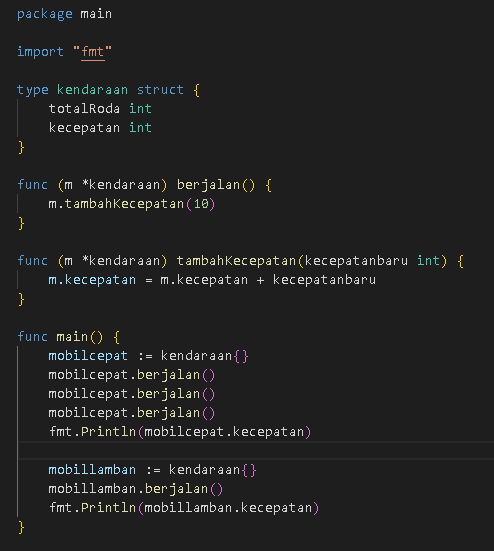 package main
import "fmt"
type kendaraan struct {
    totalRoda int
    kecepatan int
}
func (m *kendaraan) berjalan() {
    m.tambahKecepatan(10)
}
func (m *kendaraan) tambahKecepatan(kecepatanbaru int) {
    m.kecepatan = m.kecepatan + kecepatanbaru
}
func main() {
    mobilcepat := kendaraan{}
    mobilcepat.berjalan()
    mobilcepat.berjalan()
    mobilcepat.berjalan()
    fmt.Println(mobilcepat.kecepatan)
    mobillamban := kendaraan{}
    mobillamban.berjalan()
    fmt.Println(mobillamban.kecepatan)
}